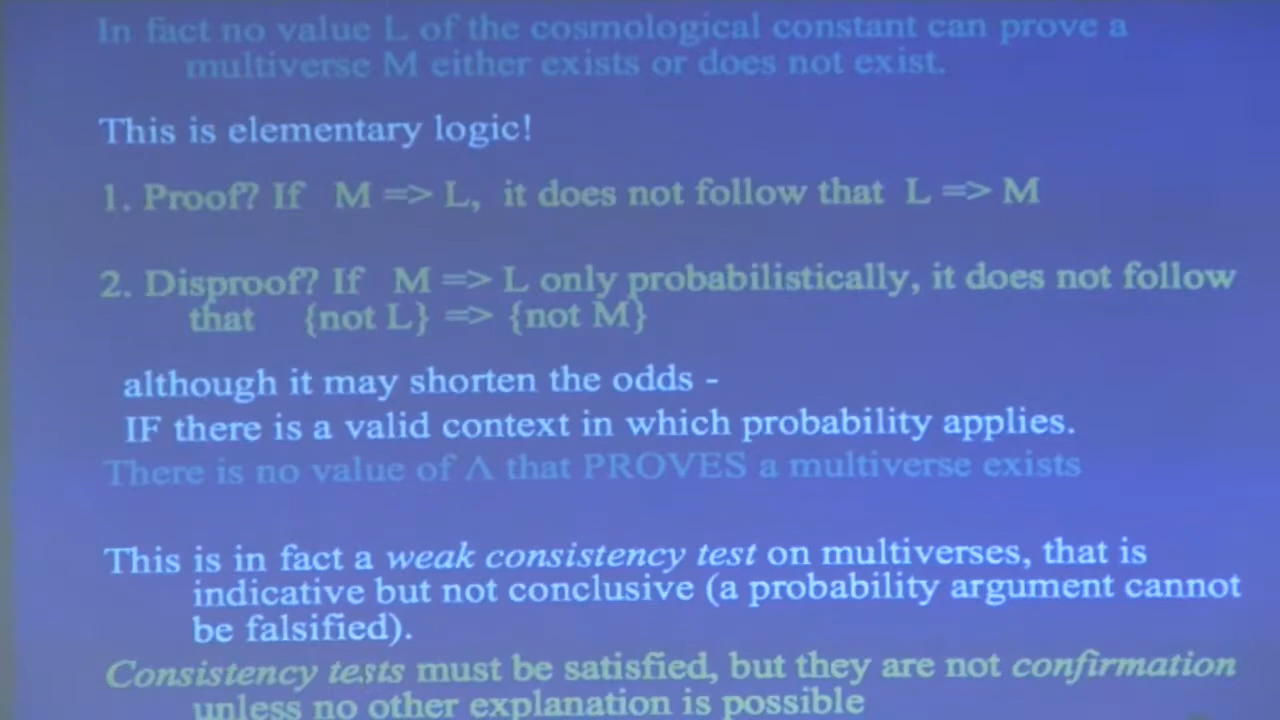 In fact no value L of the cosmological constant can prove a
multiverse M either exists or does not exist.
This is elementary logic!
1. Proof? If M => L, it does not follow that L => M
2. Disproof? If M => L only probabilistically, it does not follow
that {not L} => {not M}
although it may shorten the odds -
IF there is a valid context in which probability applies.
There is no value of Λ that PROVES a multiverse exists
This is in fact a weak consistency test on multiverses, that is
indicative but not conclusive (a probability argument cannot
be falsified).
Consistency tests must be satisfied, but they are not confirmation
unless no other explanation is possible